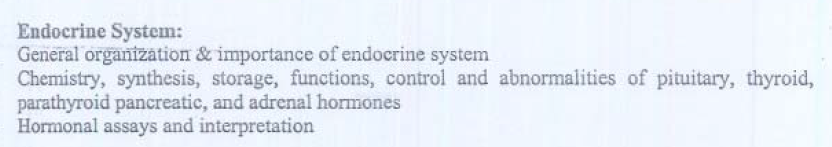 Endocrine System:
General organization & importance of endocrine system
Chemistry, synthesis, storage, functions, control and abnormalities of pituitary, thyroid,
parathyroid pancreatic, and adrenal hormones
Hormonal assays and interpretation